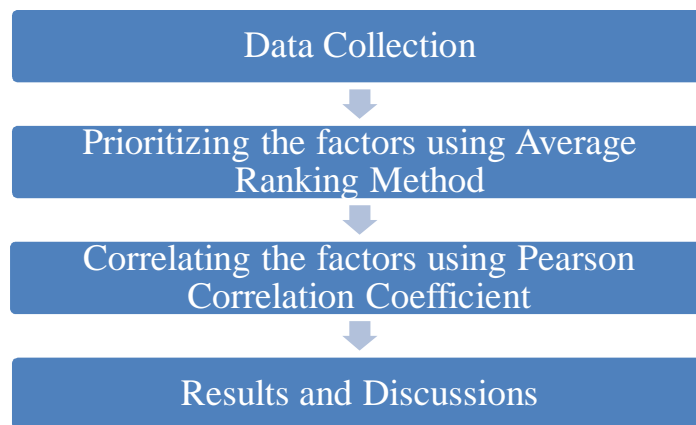 Data Collection
Prioritizing the factors using Average
Ranking Method
Correlating the factors using Pearson
Correlation Coefficient
Results and Discussions